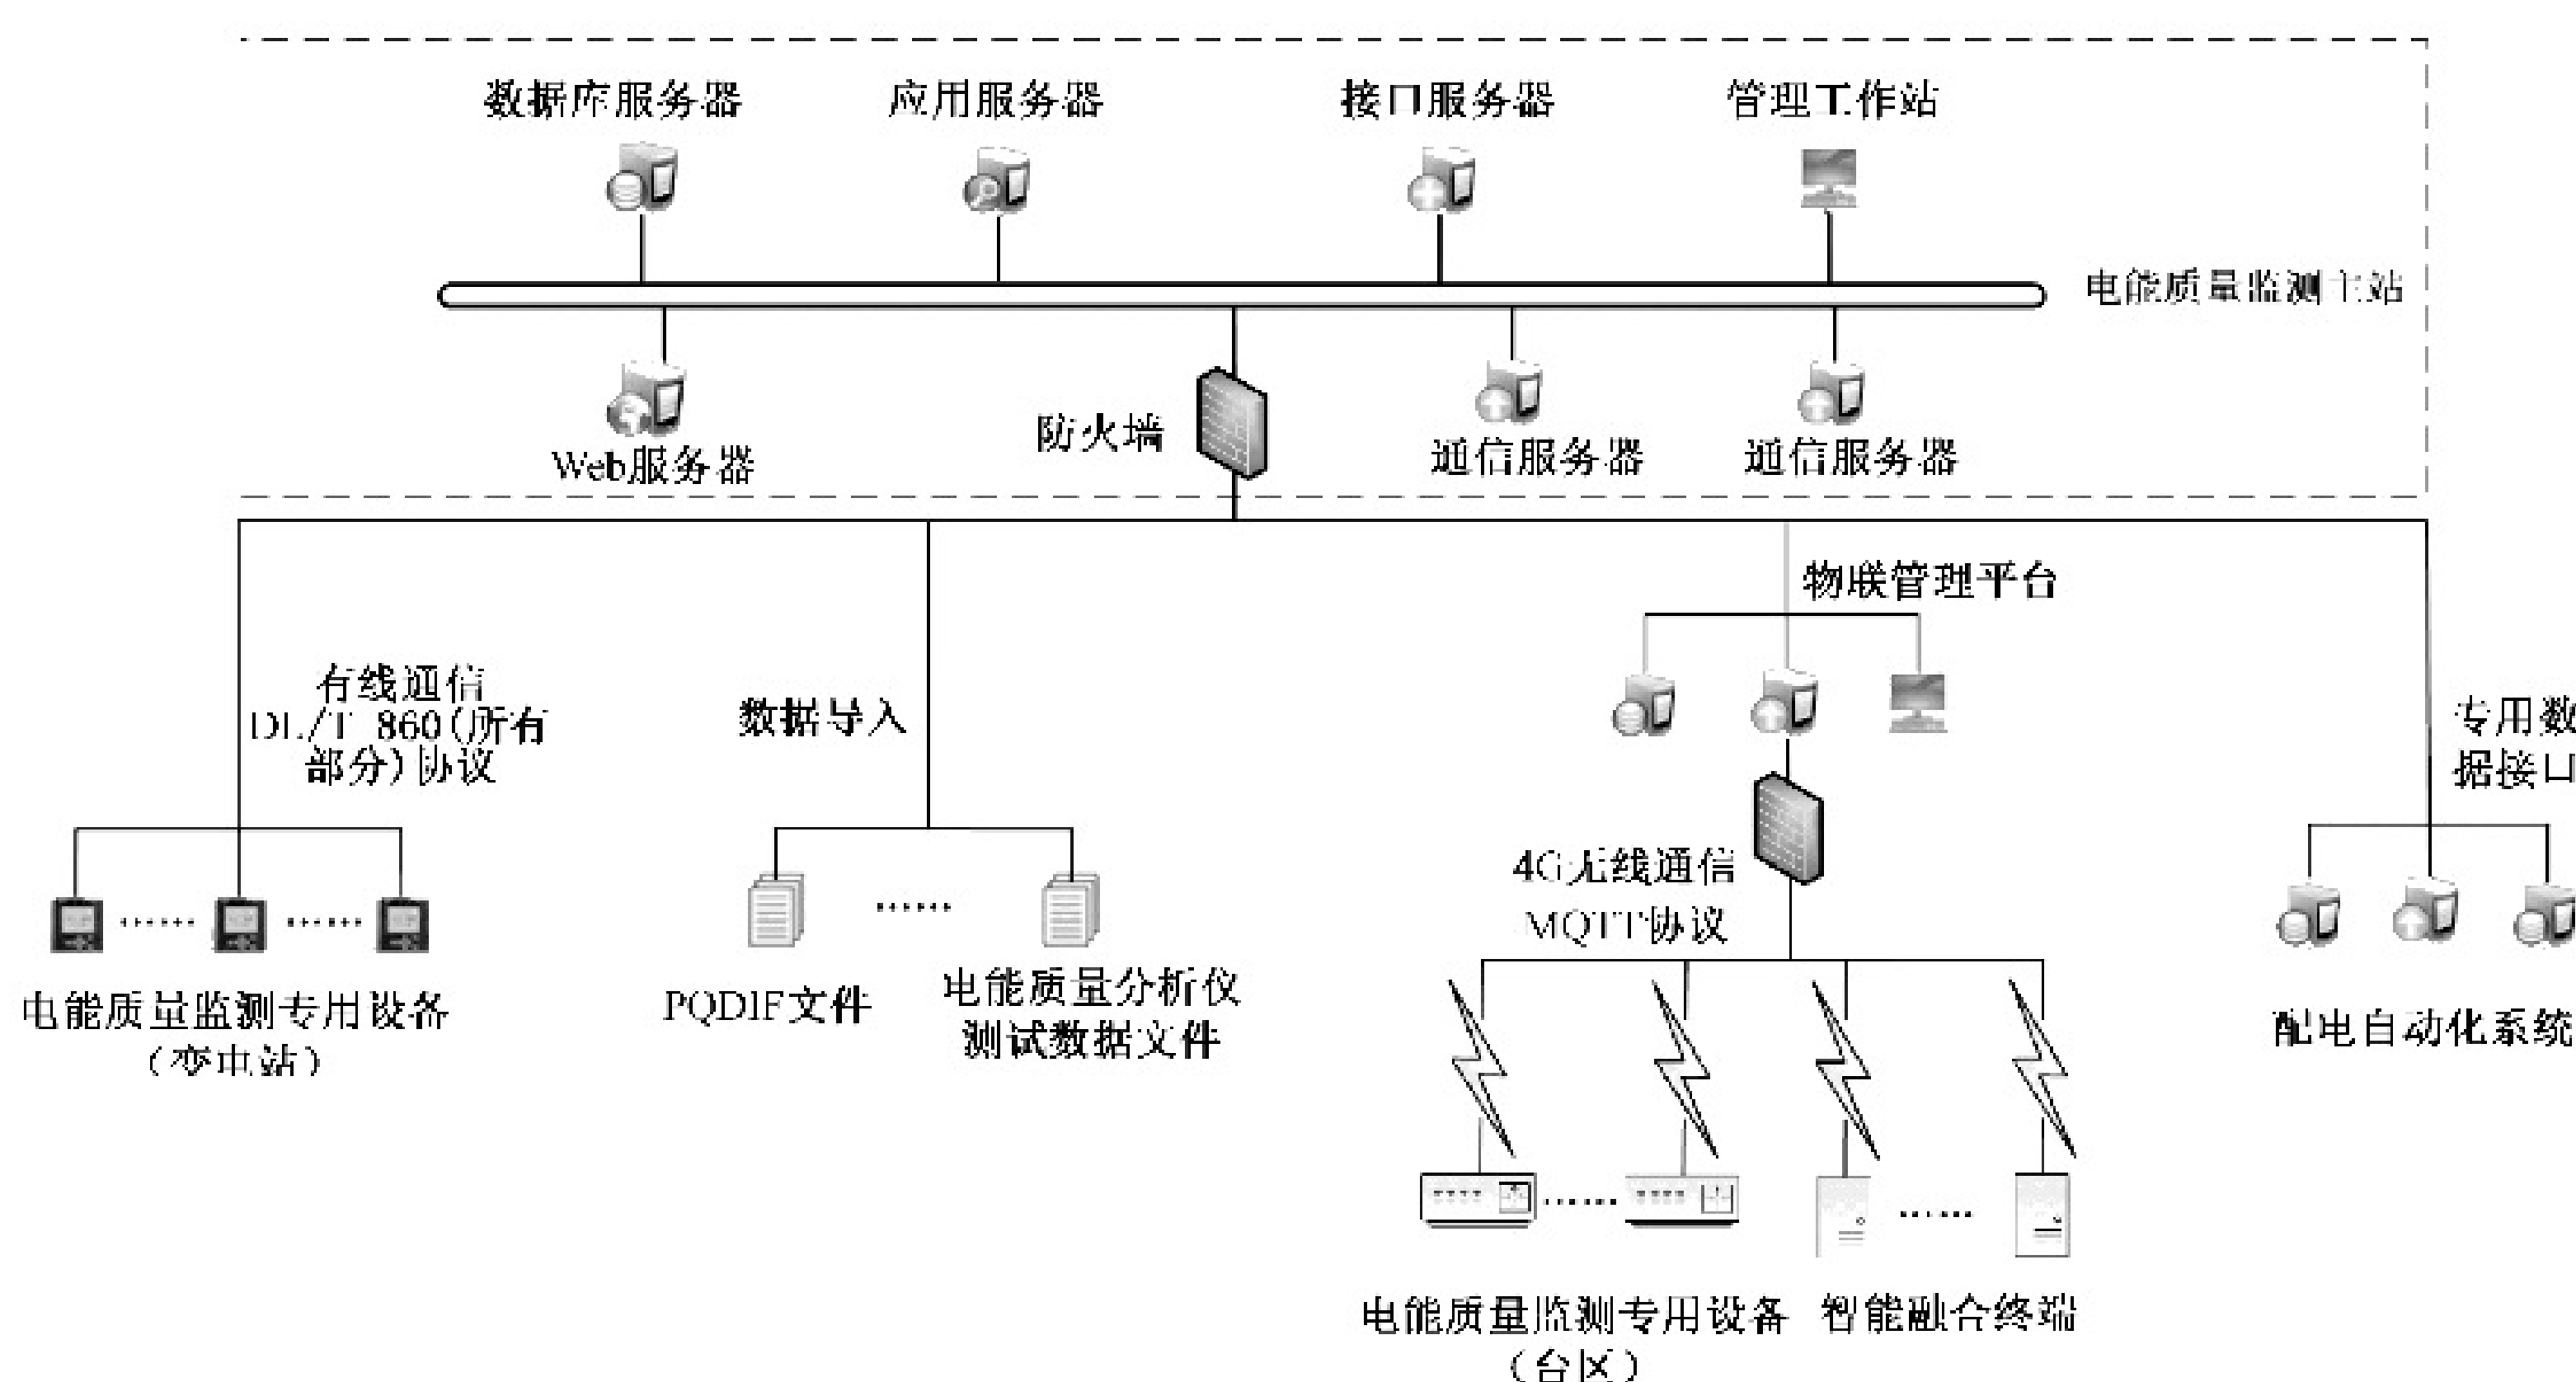 数据库服务器
应用服务器
接口服务器
管理工作站
电能质量监测主站
防火墙
Web服务器
通信服务器
通信服务器
物联管理平台
有线通信
DL/T 860(所有
部分)协议
数据导入
专用数
据接口
4G无线通信
MQTT协议
电能质量监测专用设备
(变电站)
PQDIF文件
电能质量分析仪
测试数据文件
配电自动化系统
电能质量监测专用设备
(台区)
智能融合终端